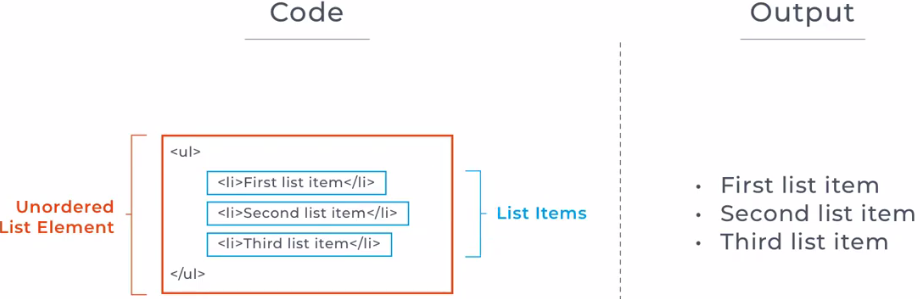 Code
Output
<ul>
<li>First list item</li>
<li>Second list item</li>
<li>Third list item</li>
</ul>
Unordered
List Element
List Items
• First list item
• Second list item
• Third list item